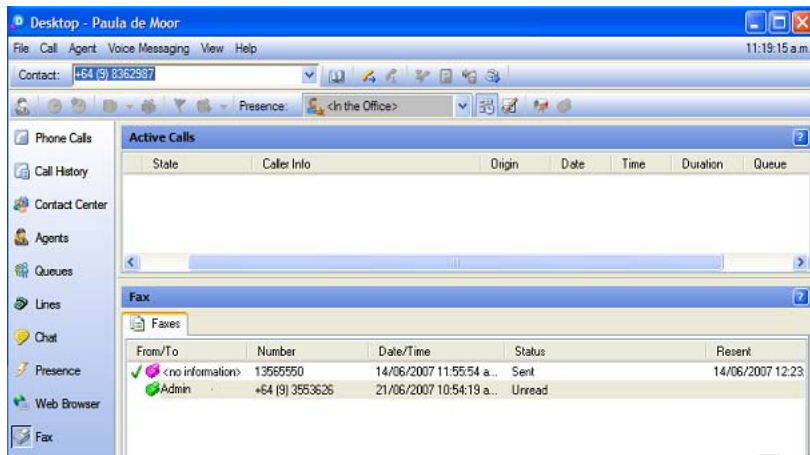 Desktop - Paula de Moor
File Call Agent Voice Messaging View Help 11:19:15 a.m.
Contact: +64 (9) 8362987
Presence: <In the Office>
Phone Calls
Call History
Contact Center
Agents
Queues
Lines
Chat
Presence
Web Browser
Fax
Active Calls
State Caller Info Origin Date Time Duration Queue
Fax
Faxes
From/To Number Date/Time Status Resent
<no information> 13565550 14/06/2007 11:55:54 a... Sent 14/06/2007 12:23:
Admin +64 (9) 3553626 21/06/2007 10:54:19 a... Unread